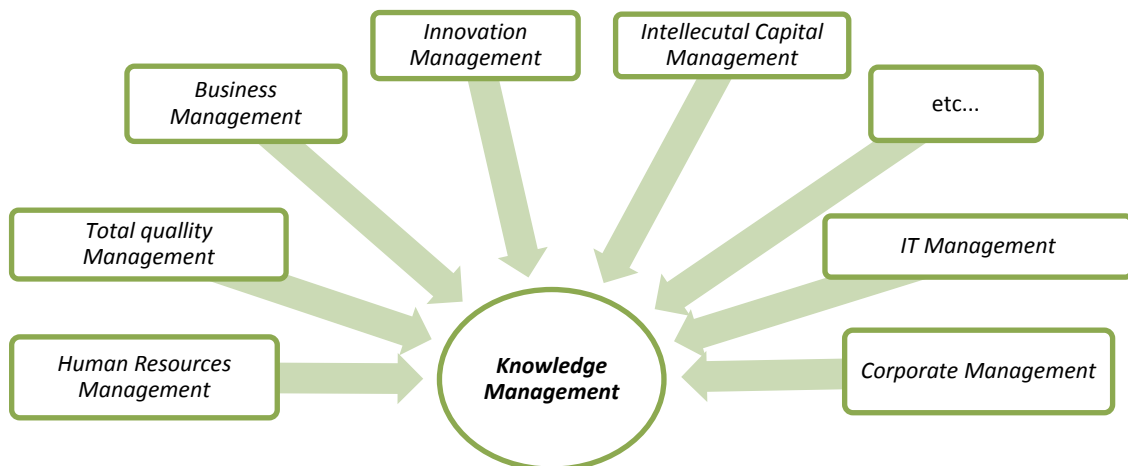 Innovation
Management
Intellecutal Capital
Management
Business
Management
etc...
Total quallity
Management
IT Management
Human Resources
Management
Knowledge
Management
Corporate Management